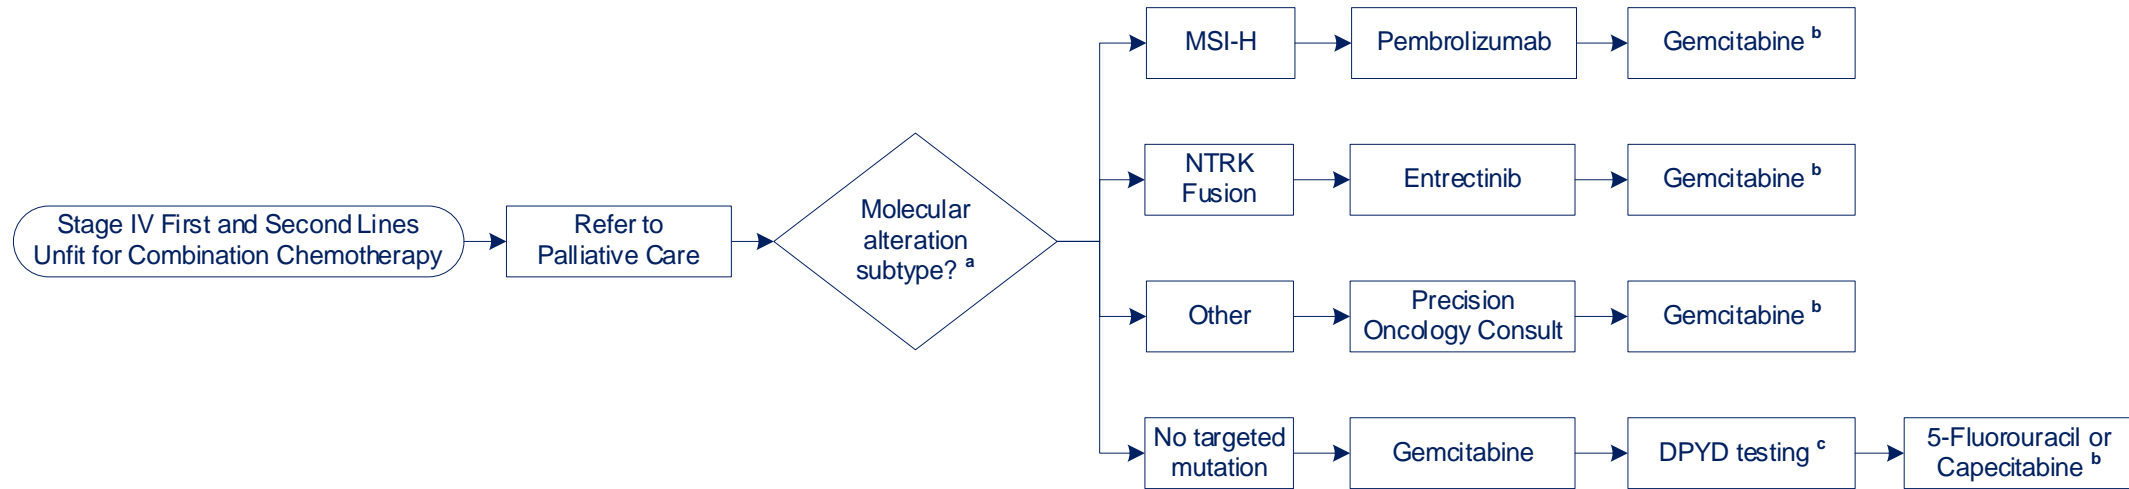 Stage IV First and Second Lines
Unfit for Combination Chemotherapy
Refer to
Palliative Care
Molecular
alteration
subtype? a
MSI-H
Pembrolizumab
Gemcitabine b
NTRK
Fusion
Entrectinib
Gemcitabine b
Other
Precision
Oncology Consult
Gemcitabine b
No targeted
mutation
Gemcitabine
DPYD testing c
5-Fluorouracil or
Capecitabine b